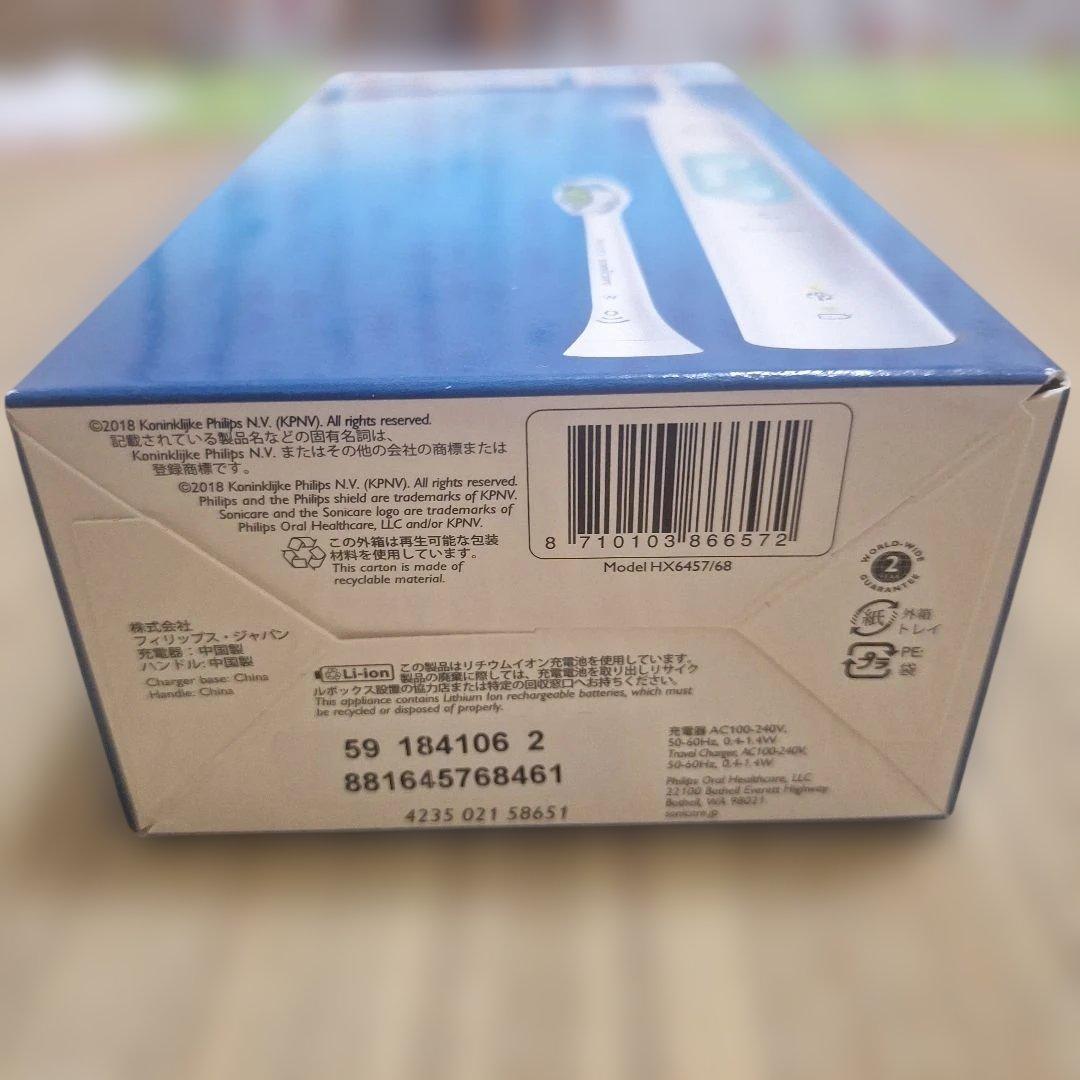 sonicare
©2018 Koninklijke Philips N.V. (KPNV). All rights reserved.
記載されている製品名などの固有名詞は、
Koninklijke Philips N.V. またはその他の会社の商標または
登録商標です。
©2018 Koninklijke Philips N.V. (KPNV). All rights reserved.
Philips and the Philips shield are trademarks of KPNV.
Sonicare and the Sonicare logo are trademarks of
Philips Oral Healthcare, LLC and/or KPNV.
この外箱は再生可能な包装
材料を使用しています。
This carton is made of
recyclable material.
8 710103 866572
Model HX6457/68
WORLD-WIDE
2
GUARANTEE
紙
外箱
トレイ
プラ
PE:
袋
株式会社
フィリップス・ジャパン
充電器:中国製
ハンドル:中国製
Charger base: China
Handle: China
Li-ion
この製品はリチウムイオン充電池を使用しています。
製品の廃棄に際しては、充電電池を取り出しリサイク
ルボックス設置の協力店または特定の回収窓口へお持ちください。
This appliance contains Lithium Ion rechargeable batteries, which must
be recycled or disposed of properly.
59 184106 2
881645768461
4235 021 58651
充電器 AC100-240V,
50-60Hz, 0.4-1.4W
Travel Charger, AC100-240V,
50-60Hz, 0.4-1.4W
Philips Oral Healthcare, LLC
22100 Bothell Everett Highway
Bothell, WA 98021
sonicare.jp